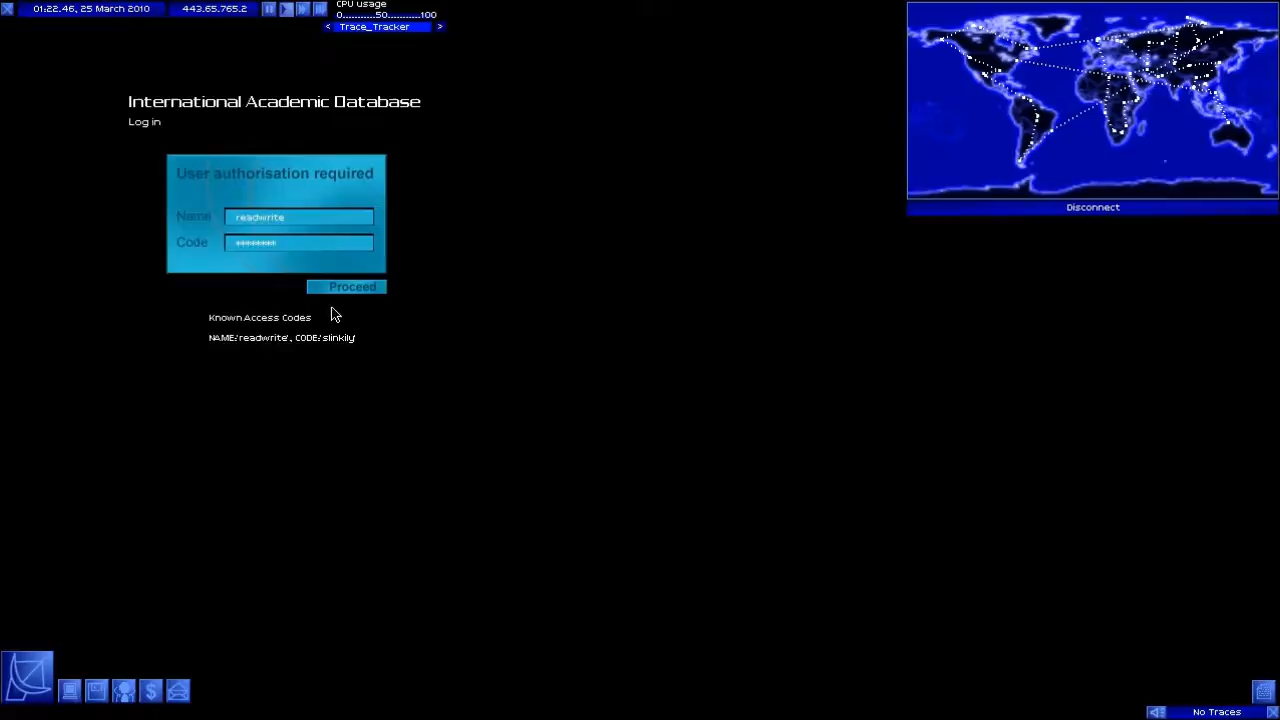 01:22.46, 25 March 2010
443.65.765.2
CPU usage
0...........50...........100
< Trace_Tracker >
International Academic Database
Log in
User authorisation required
Name readwrite
Code ********
Proceed
Known Access Codes
NAME:'readwrite', CODE:'slinkily'
Disconnect
$
No Traces